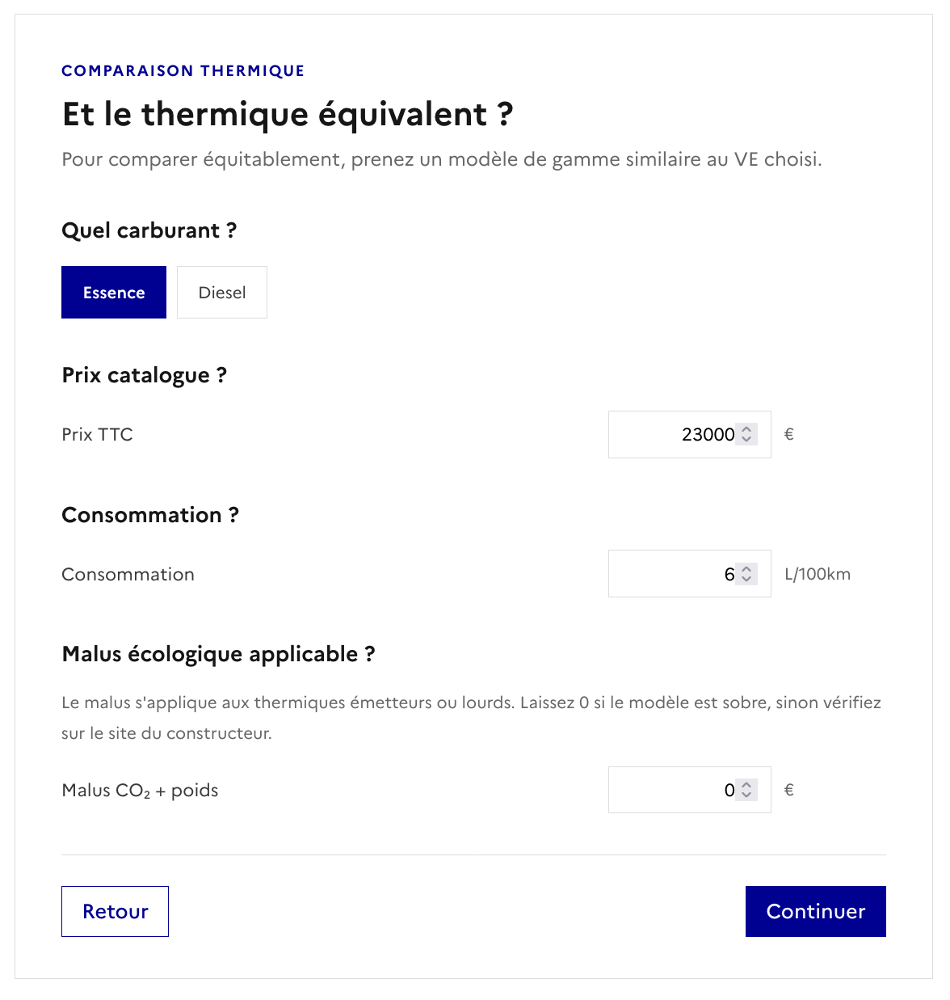 COMPARAISON THERMIQUE
Et le thermique équivalent ?
Pour comparer équitablement, prenez un modèle de gamme similaire au VE choisi.
Quel carburant ?
Essence Diesel
Prix catalogue ?
Prix TTC 23000 €
Consommation ?
Consommation 6 L/100km
Malus écologique applicable ?
Le malus s'applique aux thermiques émetteurs ou lourds. Laissez 0 si le modèle est sobre, sinon vérifiez
sur le site du constructeur.
Malus CO₂ + poids 0 €
Retour Continuer